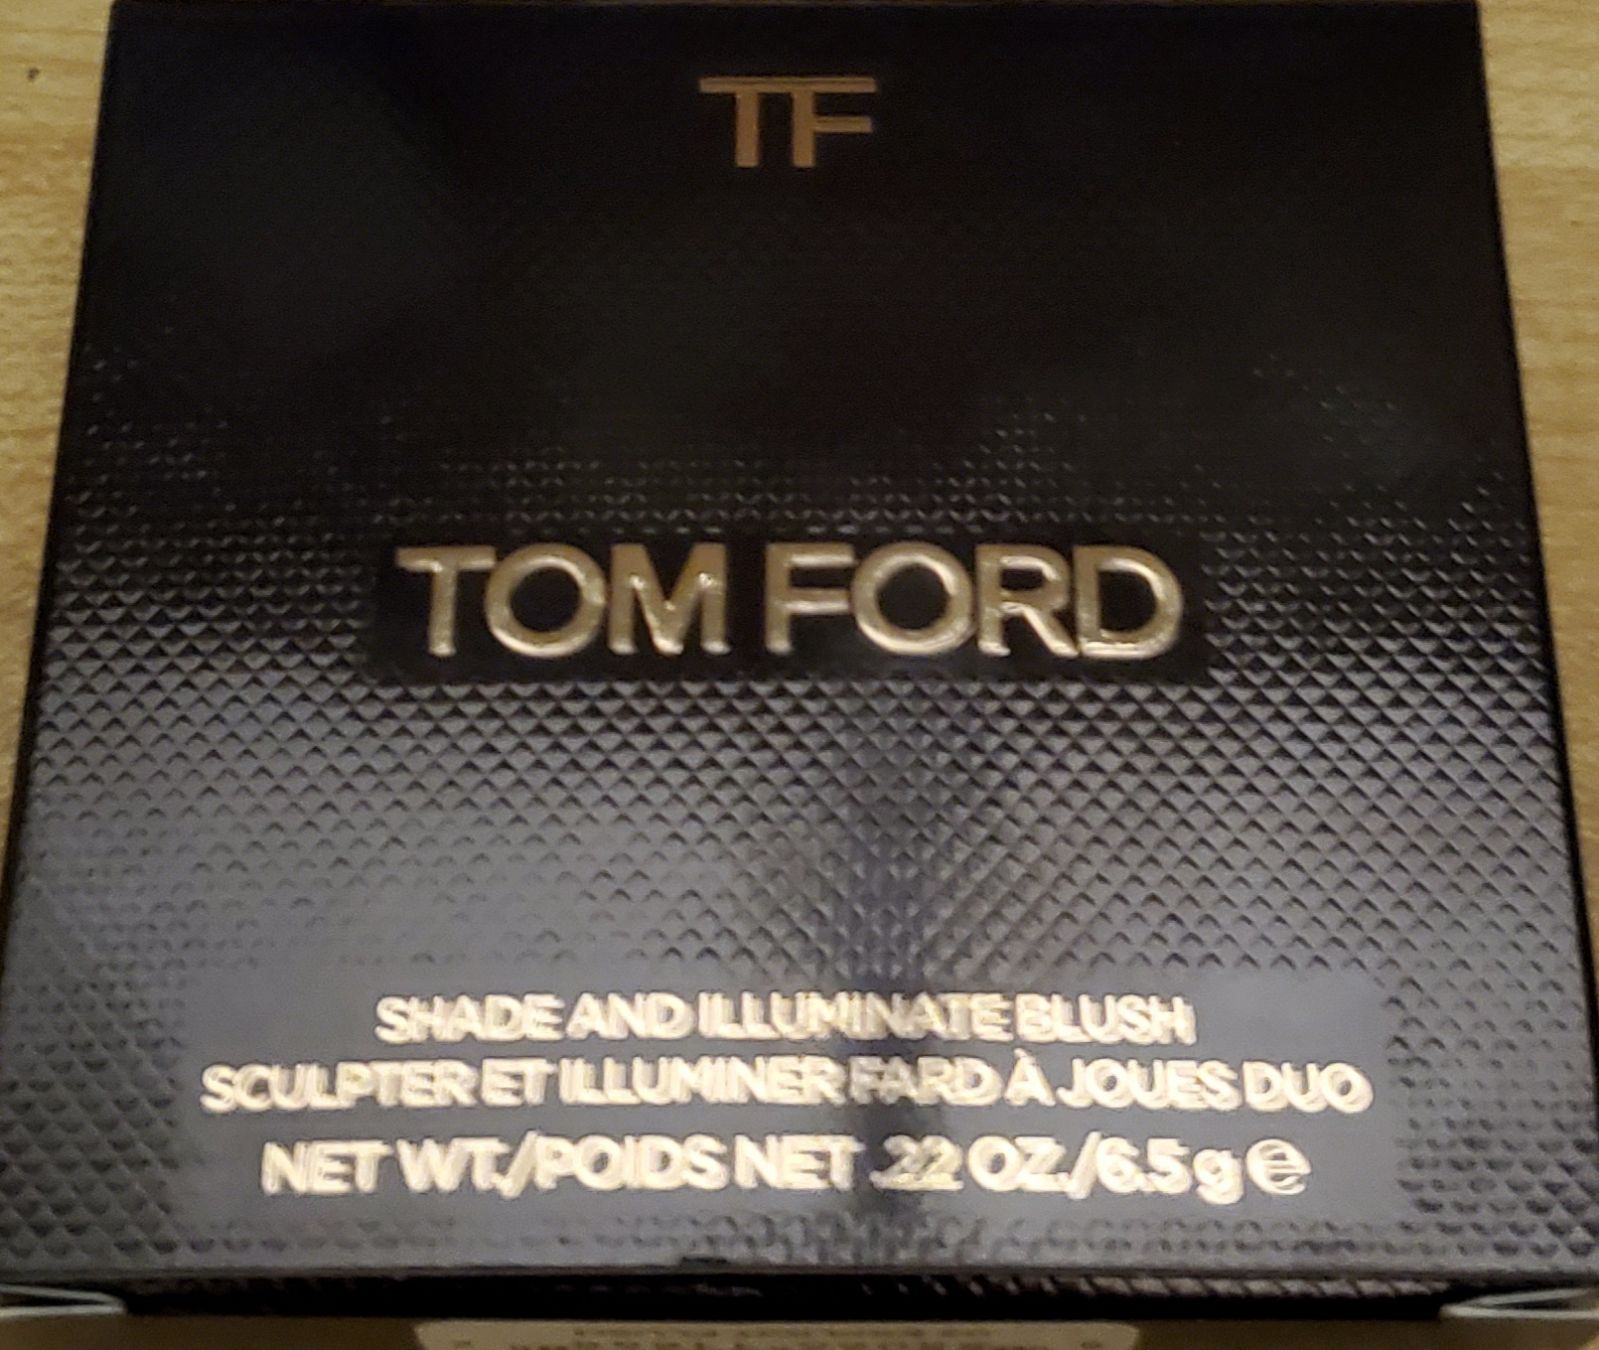 TF
TOM FORD
SHADE AND ILLUMINATE BLUSH
SCULPTER ET ILLUMINER FARD À JOUES DUO
NET WT./POIDS NET .22 OZ./6.5 g ℮